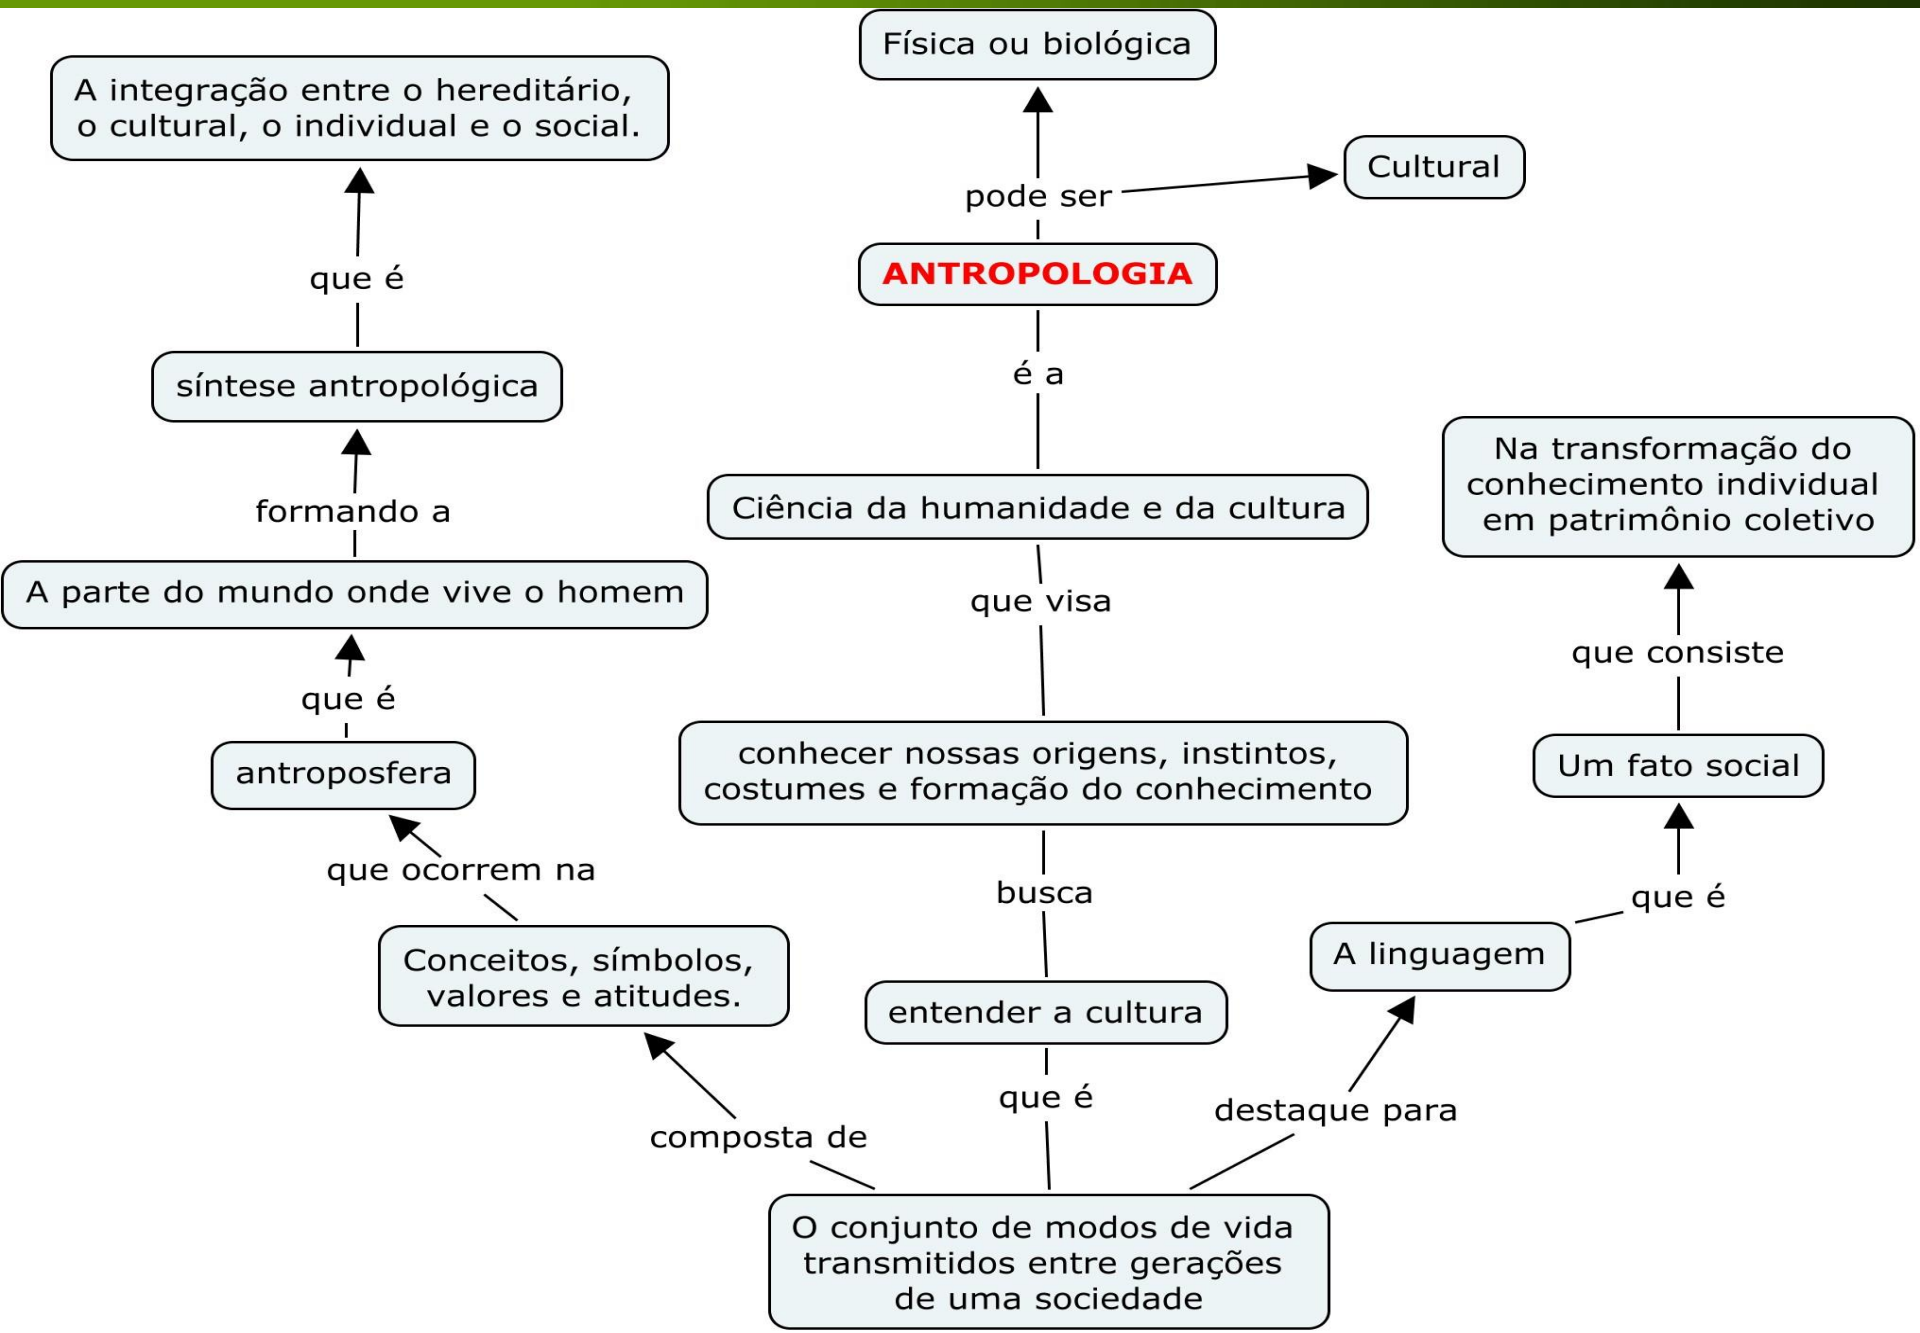 Física ou biológica
A integração entre o hereditário,
o cultural, o individual e o social.
Cultural
pode ser
ANTROPOLOGIA
que é
é a
síntese antropológica
Na transformação do
conhecimento individual
em patrimônio coletivo
formando a
Ciência da humanidade e da cultura
A parte do mundo onde vive o homem
que visa
que consiste
que é
conhecer nossas origens, instintos,
costumes e formação do conhecimento
Um fato social
antroposfera
que ocorrem na
busca
que é
Conceitos, símbolos,
valores e atitudes.
A linguagem
entender a cultura
que é
destaque para
composta de
O conjunto de modos de vida
transmitidos entre gerações
de uma sociedade